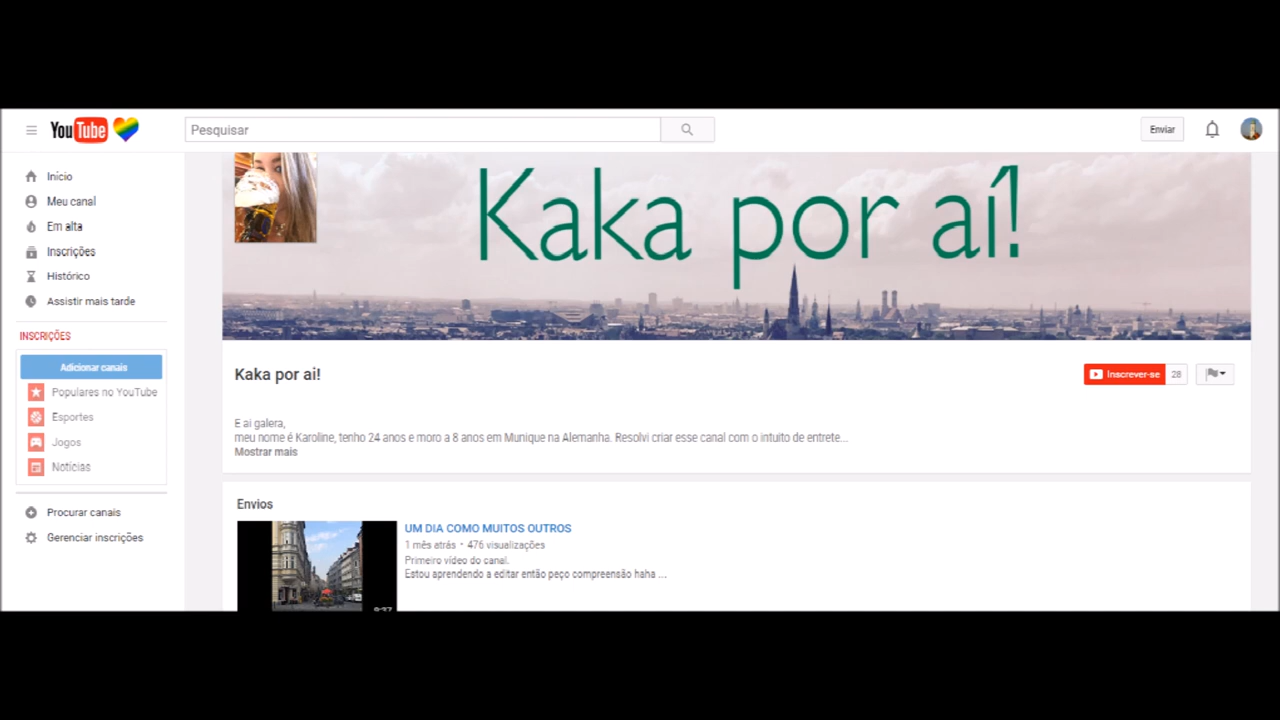 YouTube
Pesquisar
Enviar
Início
Meu canal
Em alta
Inscrições
Histórico
Assistir mais tarde
INSCRIÇÕES
Adicionar canais
Populares no YouTube
Esportes
Jogos
Notícias
Procurar canais
Gerenciar inscrições
Kaka por aí!
Kaka por ai!
Inscrever-se 28
E ai galera,
meu nome é Karoline, tenho 24 anos e moro a 8 anos em Munique na Alemanha. Resolvi criar esse canal com o intuito de entrete...
Mostrar mais
Envios
UM DIA COMO MUITOS OUTROS
1 mês atrás • 476 visualizações
Primeiro vídeo do canal.
Estou aprendendo a editar então peço compreensão haha ...